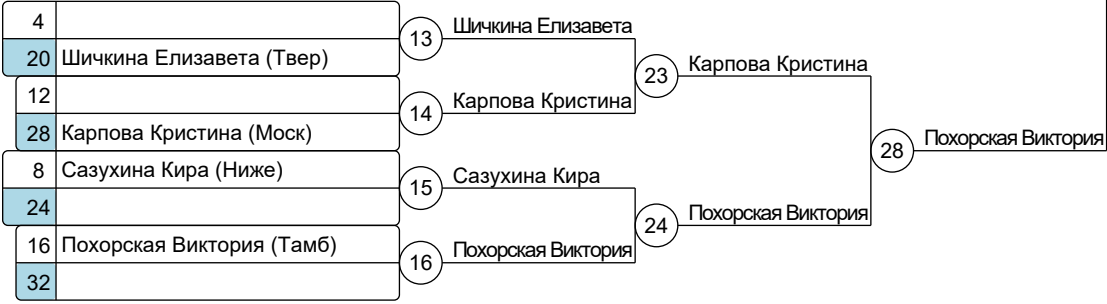 4
20 Шичкина Елизавета (Твер)
12
28 Карпова Кристина (Моск)
8 Сазухина Кира (Ниже)
24
16 Похорская Виктория (Тамб)
32
13 Шичкина Елизавета
14 Карпова Кристина
15 Сазухина Кира
16 Похорская Виктория
23 Карпова Кристина
24 Похорская Виктория
28 Похорская Виктория